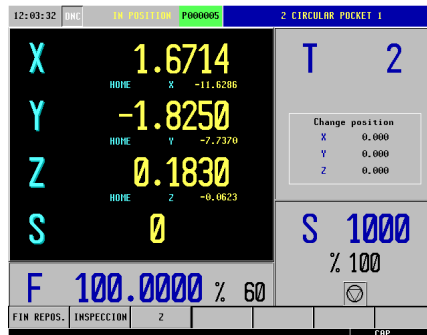 12:03:32 DNC IN POSITION P000005 2 CIRCULAR POCKET 1
X 1.6714
HOME X -11.6286
Y -1.8250
HOME Y -7.7370
Z 0.1830
HOME Z -0.0623
S 0
F 100.0000 % 60
T 2
Change position
X 0.000
Y 0.000
Z 0.000
S 1000
% 100
FIN REPOS. INSPECCION 2
CAP